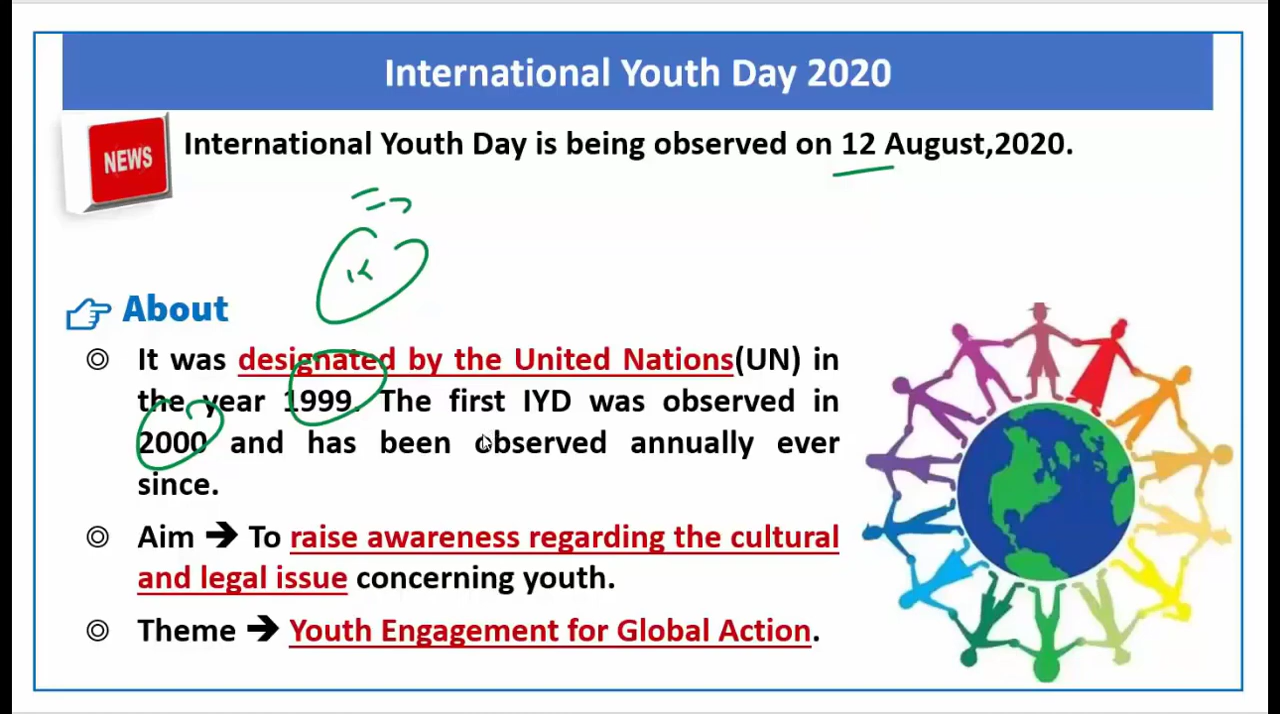 International Youth Day 2020
NEWS
International Youth Day is being observed on 12 August,2020.
About
It was designated by the United Nations(UN) in
the year 1999. The first IYD was observed in
2000 and has been observed annually ever
since.
Aim ➔ To raise awareness regarding the cultural
and legal issue concerning youth.
Theme ➔ Youth Engagement for Global Action.